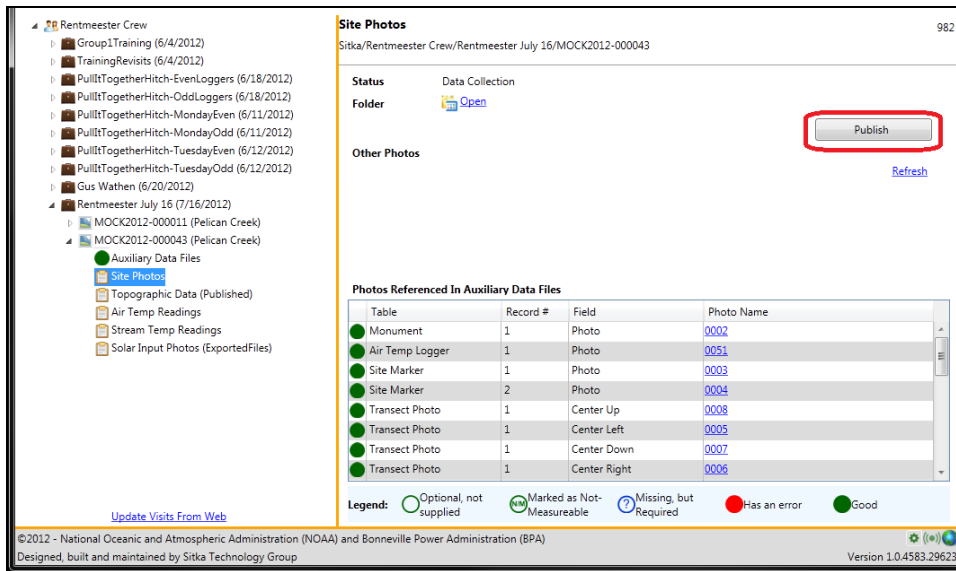 Rentmeester Crew
Group1Training (6/4/2012)
TrainingRevisits (6/4/2012)
PullItTogetherHitch-EvenLoggers (6/18/2012)
PullItTogetherHitch-OddLoggers (6/18/2012)
PullItTogetherHitch-MondayEven (6/11/2012)
PullItTogetherHitch-MondayOdd (6/11/2012)
PullItTogetherHitch-TuesdayEven (6/12/2012)
PullItTogetherHitch-TuesdayOdd (6/12/2012)
Gus Wathen (6/20/2012)
Rentmeester July 16 (7/16/2012)
MOCK2012-000011 (Pelican Creek)
MOCK2012-000043 (Pelican Creek)
Auxiliary Data Files
Site Photos
Topographic Data (Published)
Air Temp Readings
Stream Temp Readings
Solar Input Photos (ExportedFiles)
Update Visits From Web
Site Photos 982
Sitka/Rentmeester Crew/Rentmeester July 16/MOCK2012-000043
Status Data Collection
Folder Open
Publish
Other Photos
Refresh
Photos Referenced In Auxiliary Data Files
Table Record # Field Photo Name
Monument 1 Photo 0002
Air Temp Logger 1 Photo 0051
Site Marker 1 Photo 0003
Site Marker 2 Photo 0004
Transect Photo 1 Center Up 0008
Transect Photo 1 Center Left 0005
Transect Photo 1 Center Down 0007
Transect Photo 1 Center Right 0006
Legend: Optional, not supplied N/M Marked as Not-Measureable ? Missing, but Required Has an error Good
©2012 - National Oceanic and Atmospheric Administration (NOAA) and Bonneville Power Administration (BPA)
Designed, built and maintained by Sitka Technology Group Version 1.0.4583.29623